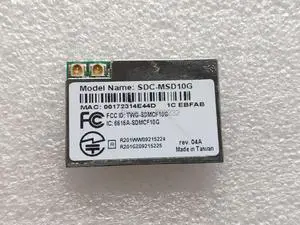 Model Name: SDC-MSD10G
MAC: 00172314E44D 1C EBFAB
FC
FCC ID: TWG-SDMCF10G
IC: 6616A-SDMCF10G
R R201WW09215224
R201G209215225
rev. 04A
Made in Taiwan